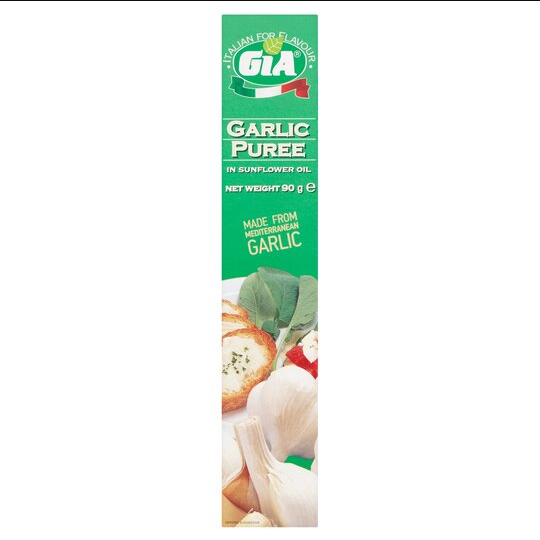 • ITALIAN FOR FLAVOUR •
GIA®
GARLIC
PUREE
IN SUNFLOWER OIL
NET WEIGHT 90 g e
MADE FROM
MEDITERRANEAN
GARLIC